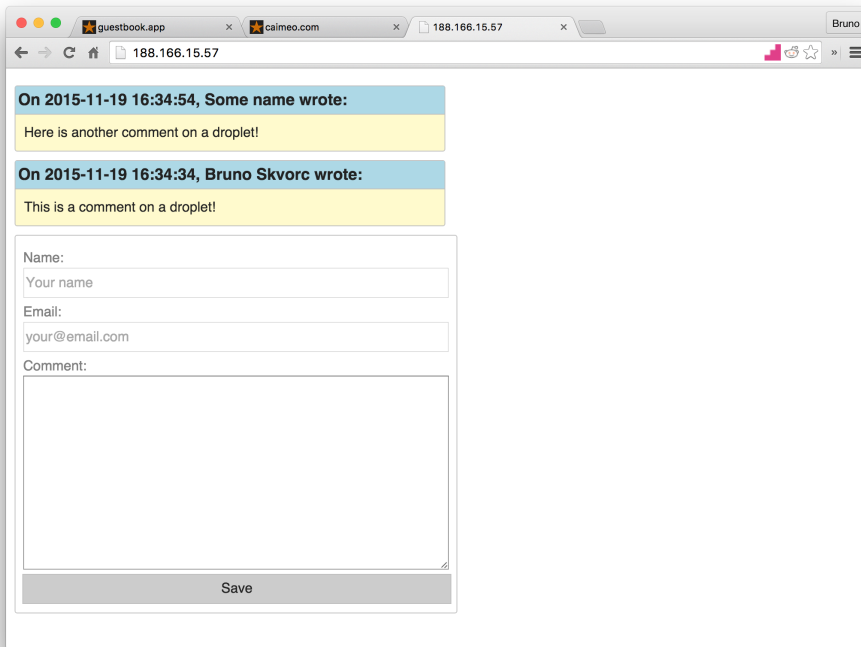 guestbook.app
caimeo.com
188.166.15.57
Bruno
188.166.15.57
On 2015-11-19 16:34:54, Some name wrote:
Here is another comment on a droplet!
On 2015-11-19 16:34:34, Bruno Skvorc wrote:
This is a comment on a droplet!
Name:
Your name
Email:
your@email.com
Comment:
Save